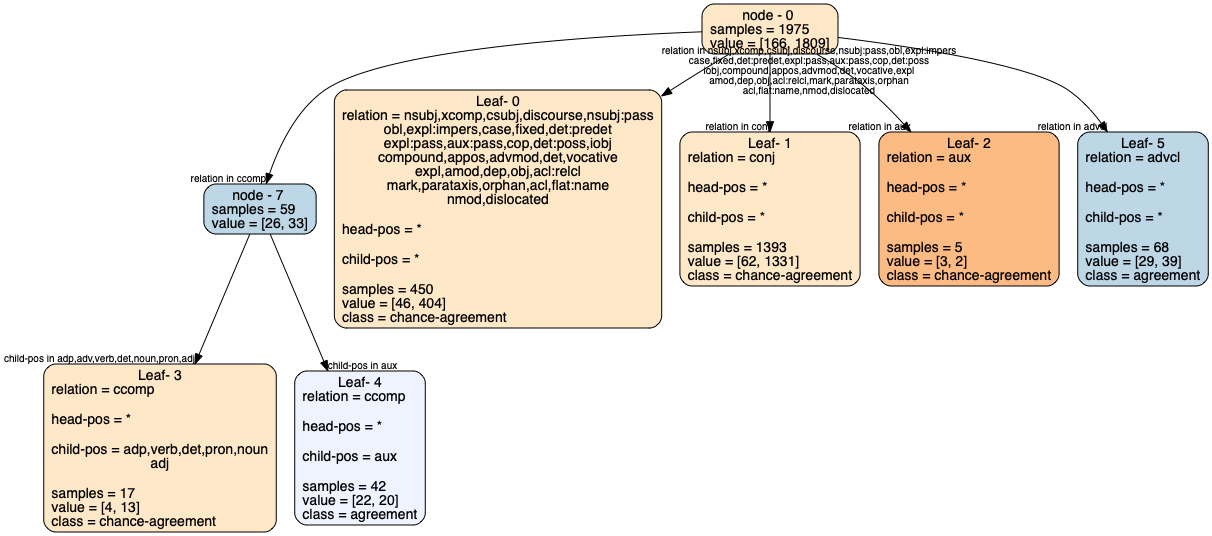 node - 0
samples = 1975
value = [166, 1809]
relation in nsubj,xcomp,csubj,discourse,nsubj:pass,obl,expl:impers
case,fixed,det:predet,expl:pass,aux:pass,cop,det:poss
iobj,compound,appos,advmod,det,vocative,expl
amod,dep,obj,acl:relcl,mark,parataxis,orphan
acl,flat:name,nmod,dislocated
relation in ccomp
node - 7
samples = 59
value = [26, 33]
Leaf- 0
relation = nsubj,xcomp,csubj,discourse,nsubj:pass
obl,expl:impers,case,fixed,det:predet
expl:pass,aux:pass,cop,det:poss,iobj
compound,appos,advmod,det,vocative
expl,amod,dep,obj,acl:relcl
mark,parataxis,orphan,acl,flat:name
nmod,dislocated
head-pos = *
child-pos = *
samples = 450
value = [46, 404]
class = chance-agreement
relation in conj
Leaf- 1
relation = conj
head-pos = *
child-pos = *
samples = 1393
value = [62, 1331]
class = chance-agreement
relation in aux
Leaf- 2
relation = aux
head-pos = *
child-pos = *
samples = 5
value = [3, 2]
class = chance-agreement
relation in advcl
Leaf- 5
relation = advcl
head-pos = *
child-pos = *
samples = 68
value = [29, 39]
class = agreement
child-pos in adp,adv,verb,det,noun,pron,adj
Leaf- 3
relation = ccomp
head-pos = *
child-pos = adp,verb,det,pron,noun
adj
samples = 17
value = [4, 13]
class = chance-agreement
child-pos in aux
Leaf- 4
relation = ccomp
head-pos = *
child-pos = aux
samples = 42
value = [22, 20]
class = agreement